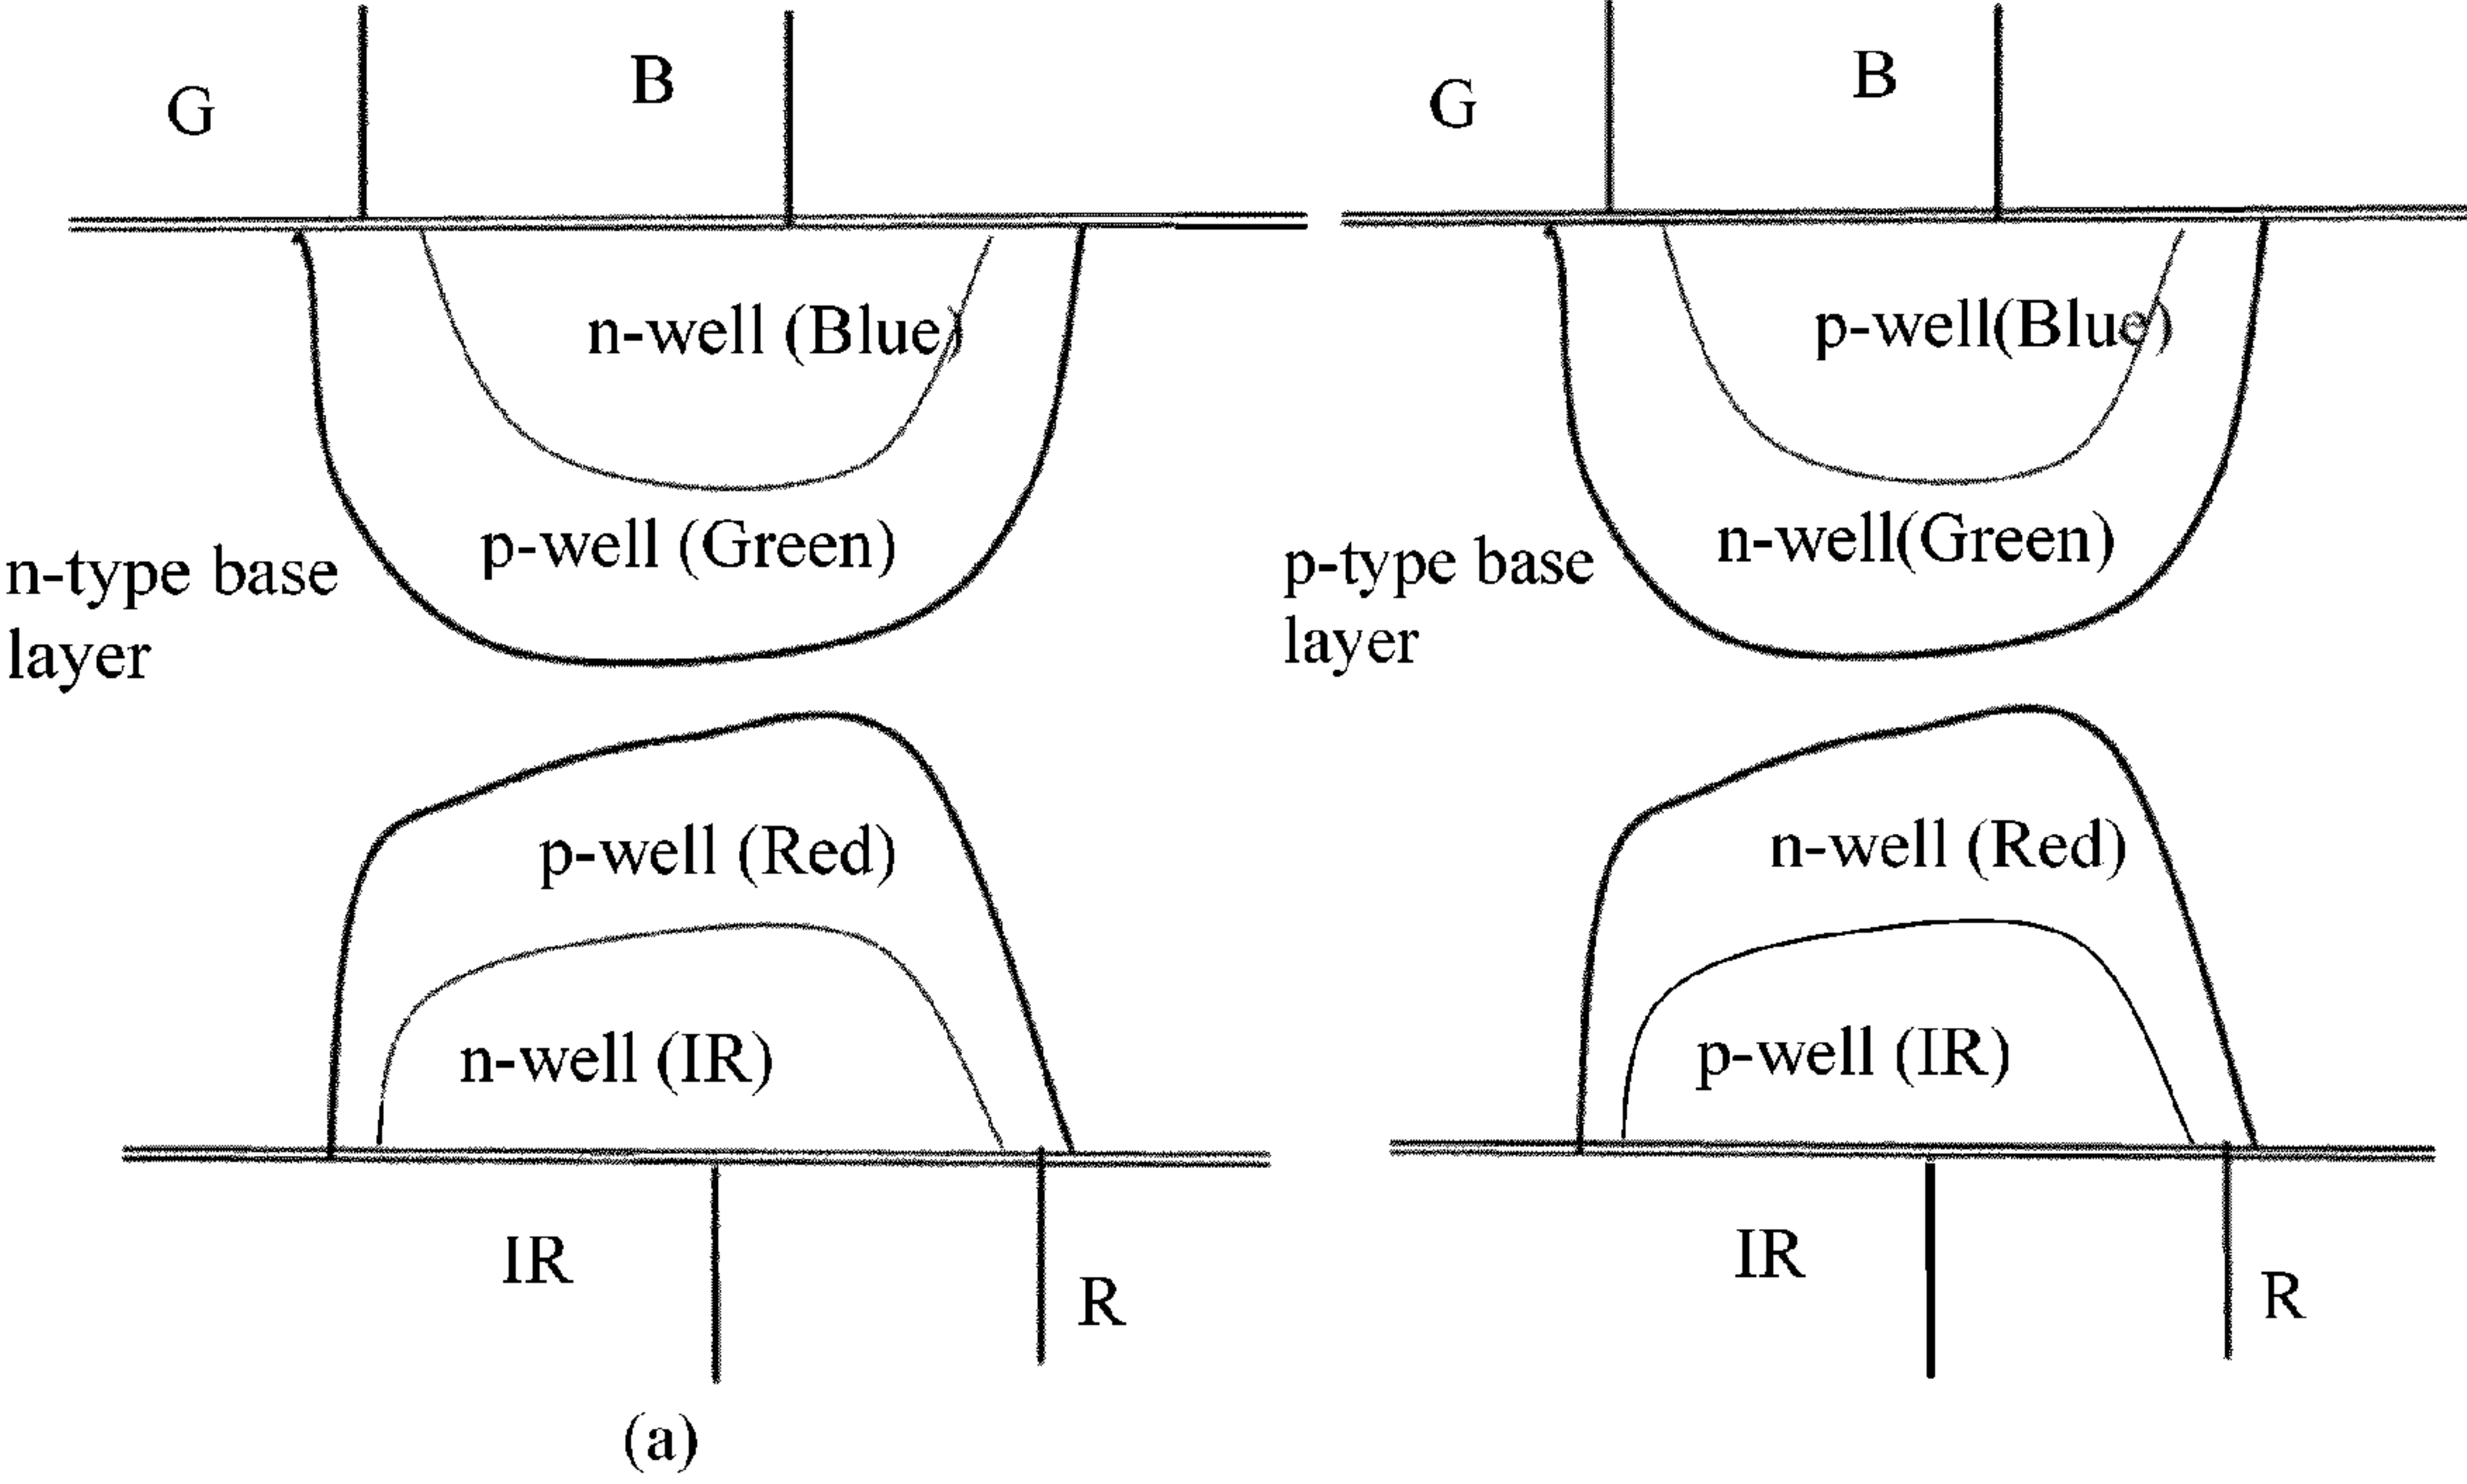 G
B
n-well (Blue)
p-well (Green)
n-type base
layer
p-well (Red)
n-well (IR)
IR
R
(a)
G
B
p-well(Blue)
n-well(Green)
p-type base
layer
n-well (Red)
p-well (IR)
IR
R